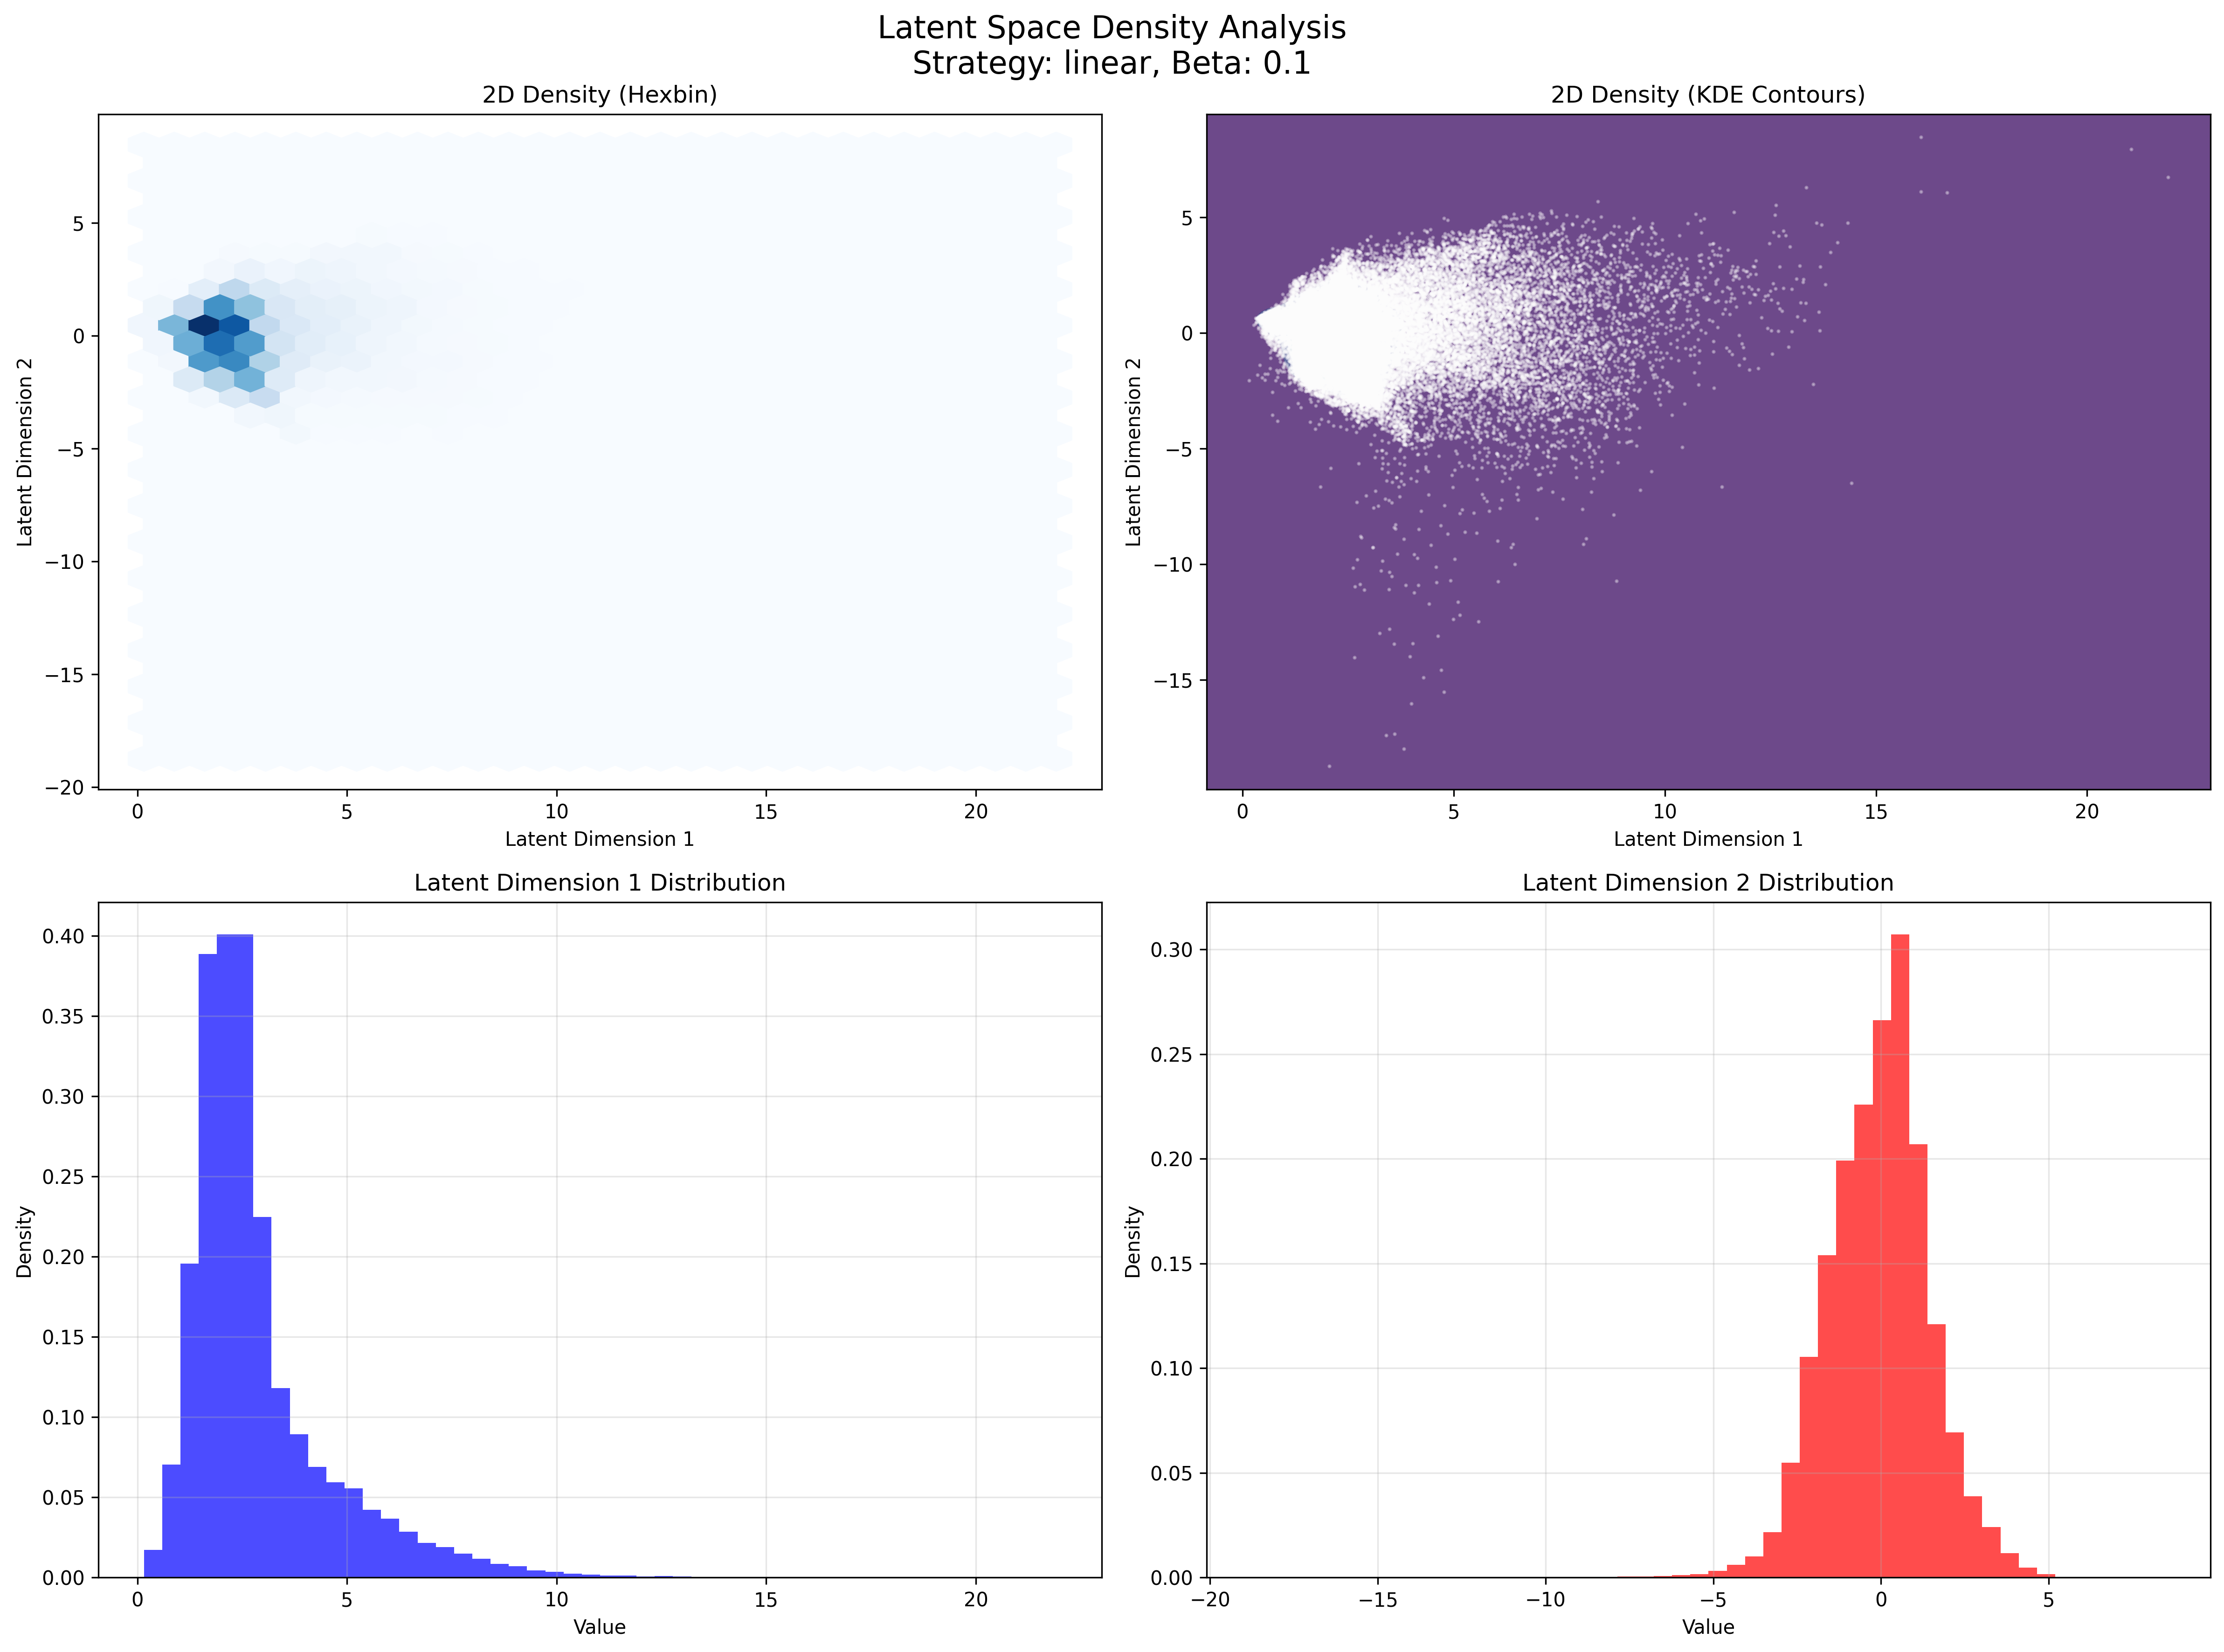 Latent Space Density Analysis
Strategy: linear, Beta: 0.1
2D Density (Hexbin)
5
0
−5
−10
−15
−20
Latent Dimension 2
0 5 10 15 20
Latent Dimension 1
2D Density (KDE Contours)
5
0
−5
−10
−15
Latent Dimension 2
0 5 10 15 20
Latent Dimension 1
Latent Dimension 1 Distribution
0.40
0.35
0.30
0.25
0.20
0.15
0.10
0.05
0.00
Density
0 5 10 15 20
Value
Latent Dimension 2 Distribution
0.30
0.25
0.20
0.15
0.10
0.05
0.00
Density
−20 −15 −10 −5 0 5
Value